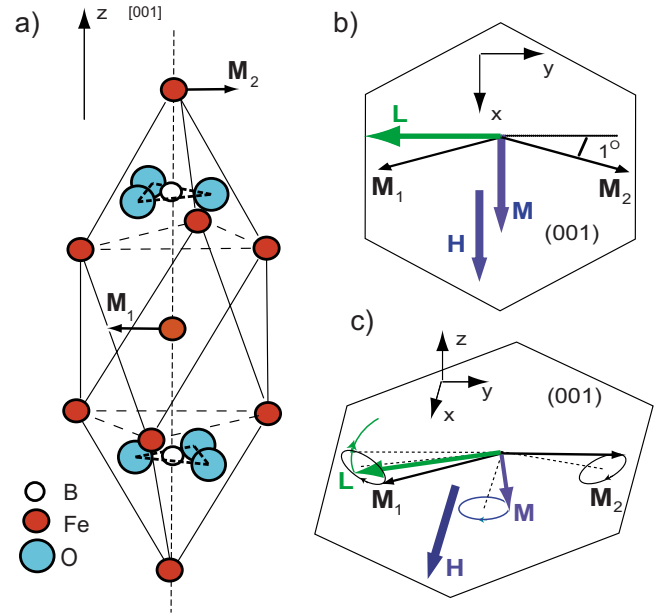 a)
z [001]
M2
M1
B
Fe
O
b)
y
x
L
1°
M1
M2
M
H
(001)
c)
z
y
x
(001)
L
M1
M2
M
H